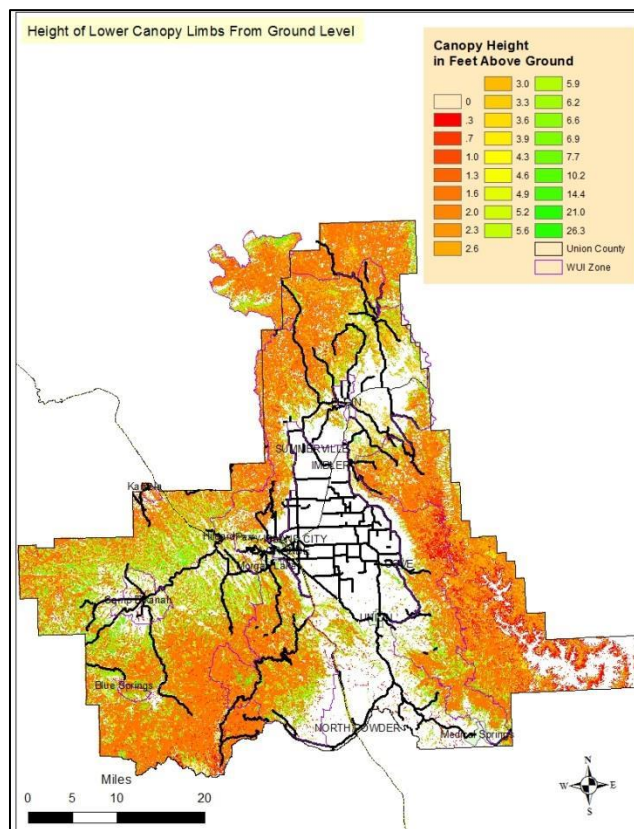 Height of Lower Canopy Limbs From Ground Level
Canopy Height
in Feet Above Ground
0
.3
.7
1.0
1.3
1.6
2.0
2.3
2.6
3.0
3.3
3.6
3.9
4.3
4.6
4.9
5.2
5.6
5.9
6.2
6.6
6.9
7.7
10.2
14.4
21.0
26.3
Union County
WUI Zone
SUMMERVILLE
IMBLER
CITY
Morgan Lake
Blue Springs
NORTH POWDER
Medical Springs
Miles
0 5 10 20
N
W E
S